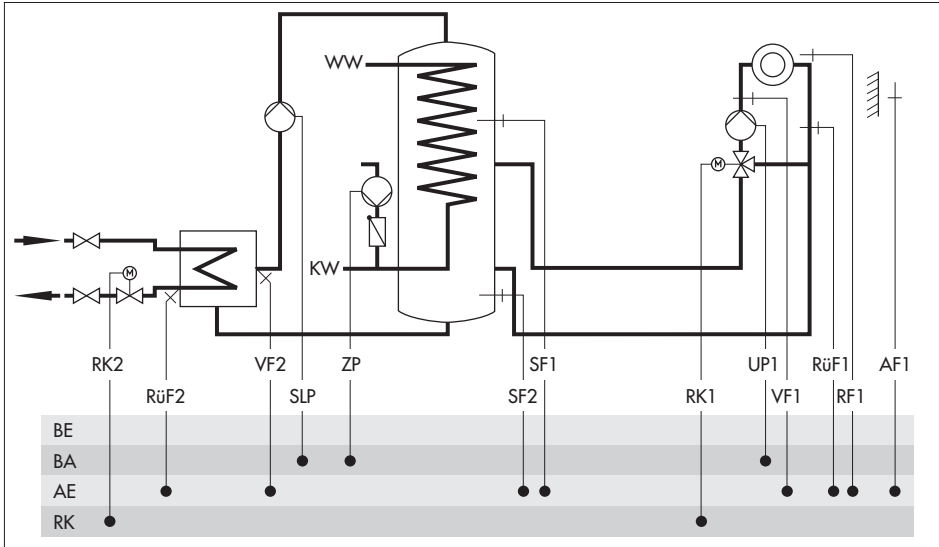 WW
M
KW
M
RK2 VF2 ZP SF1 UP1 RüF1 AF1
RüF2 SLP SF2 RK1 VF1 RF1
BE
BA
AE
RK